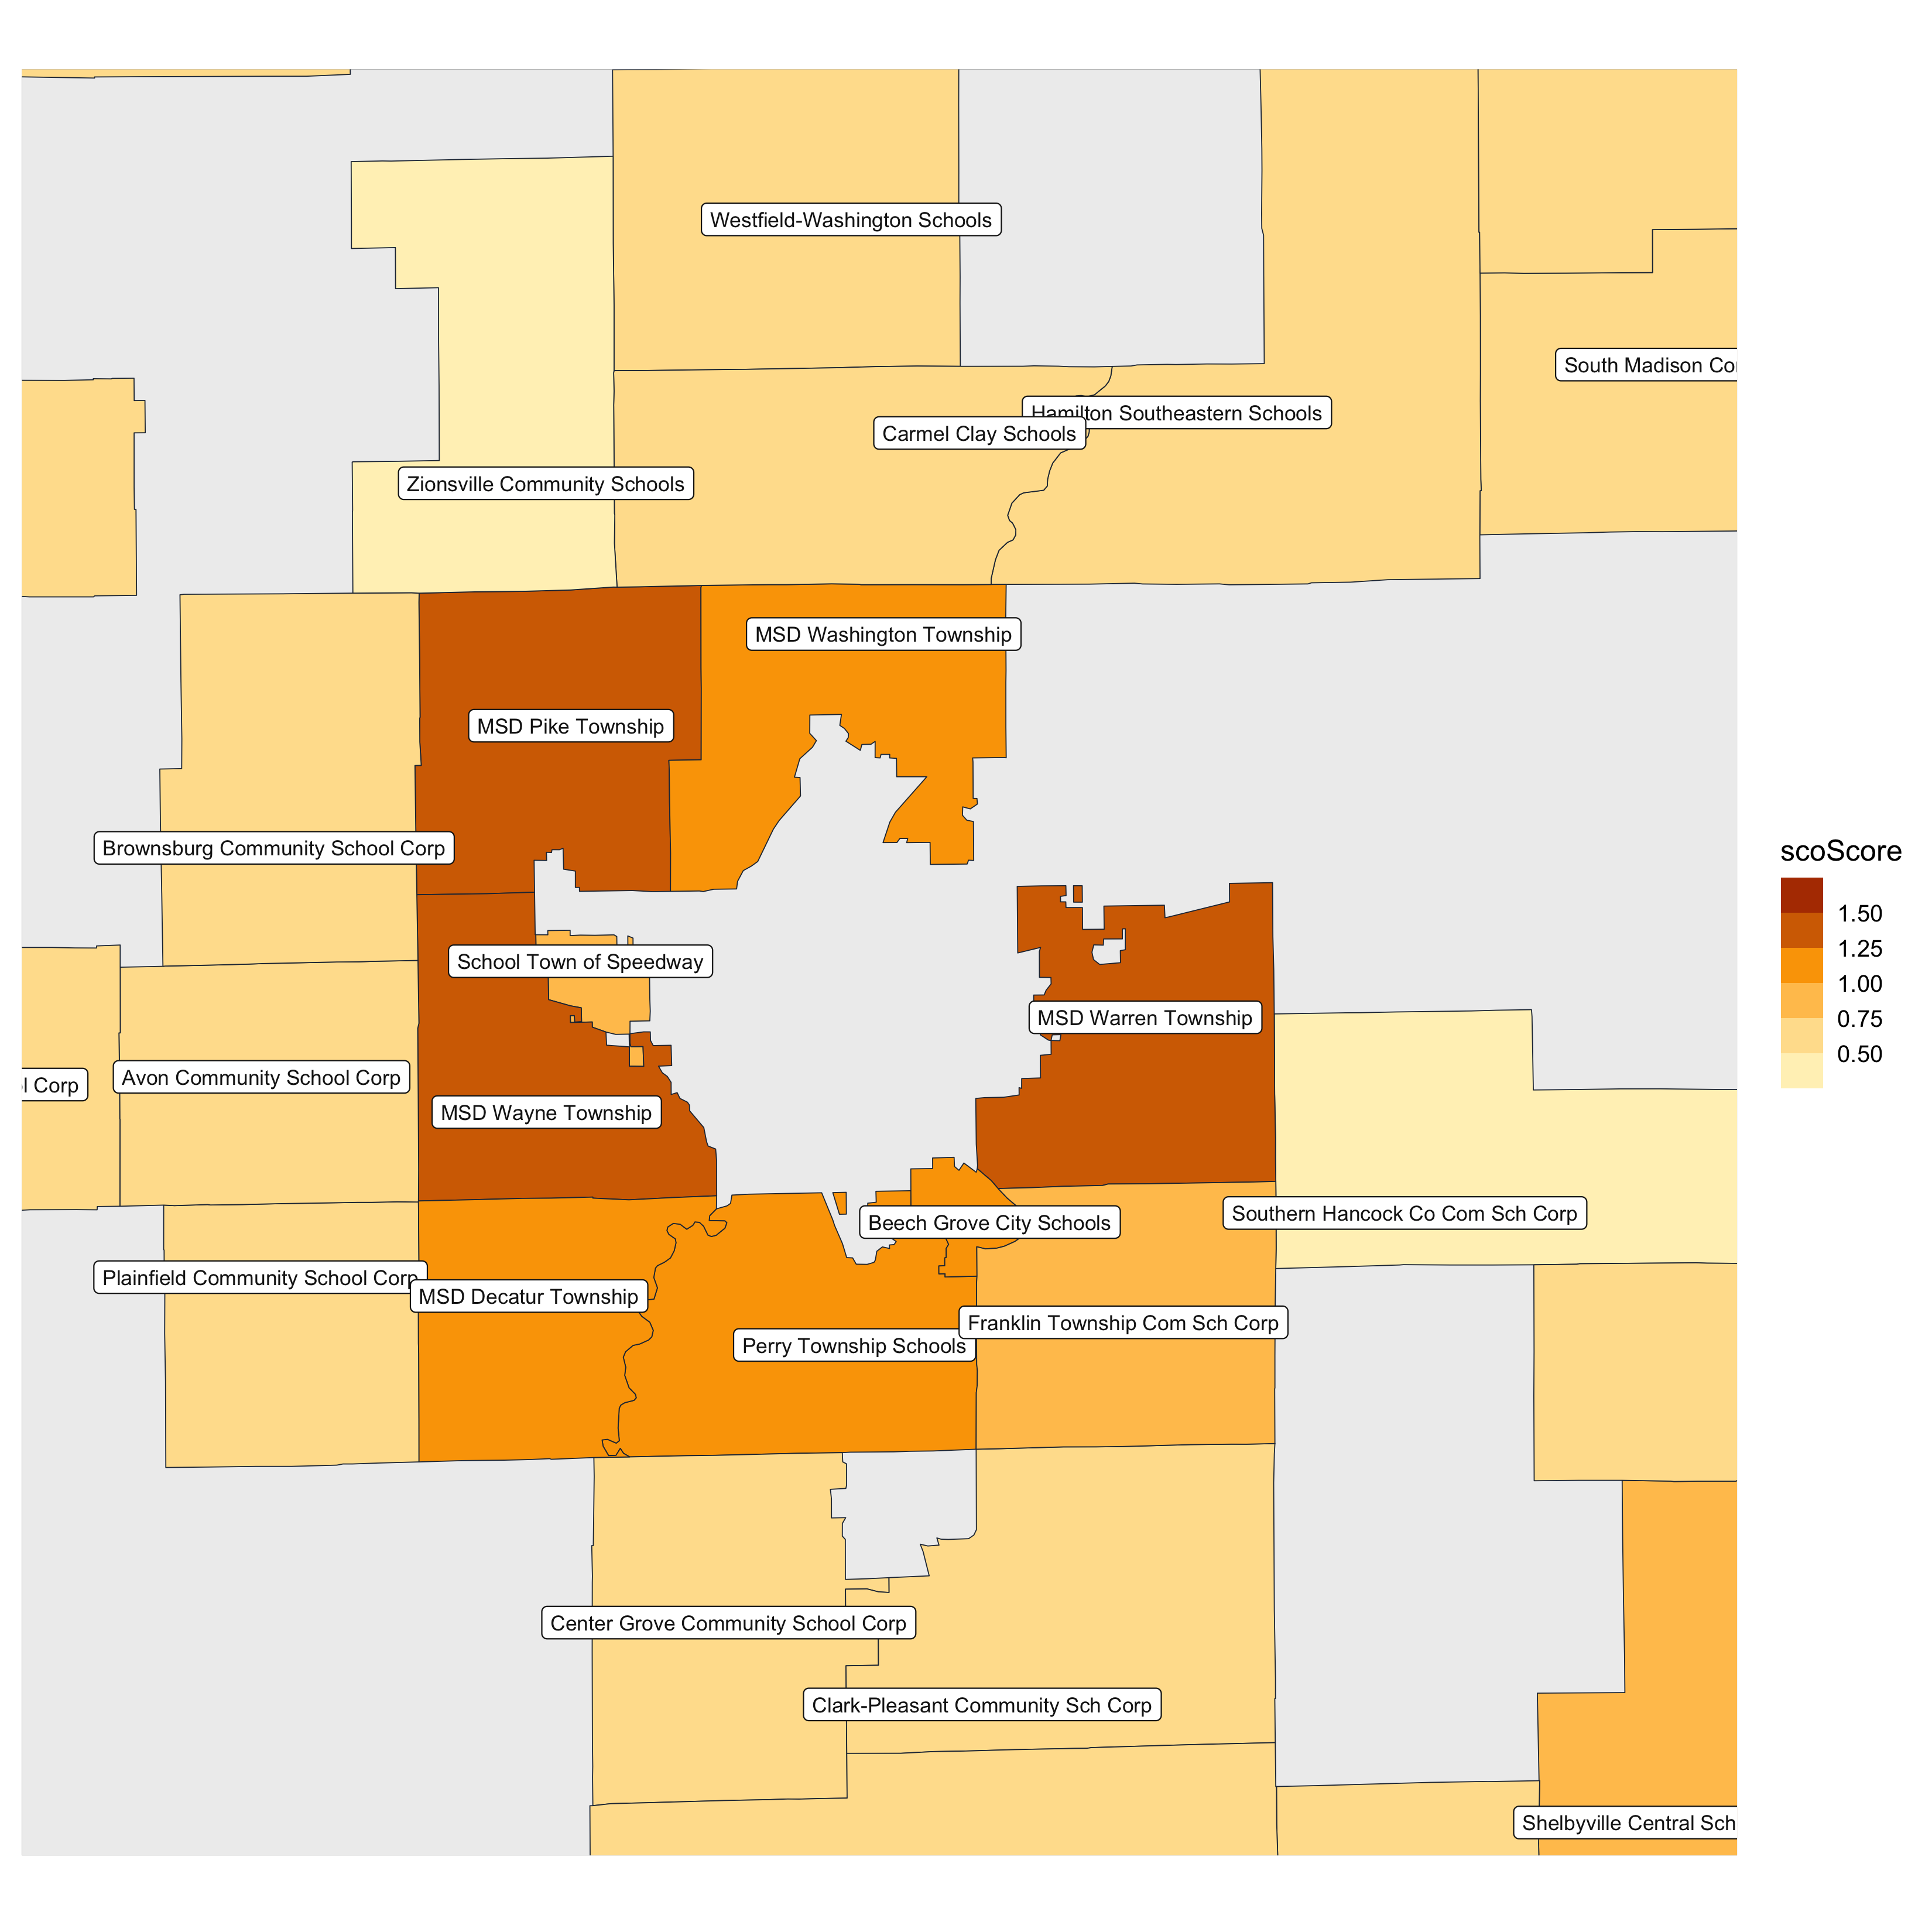 Westfield-Washington Schools
South Madison Co
Hamilton Southeastern Schools
Carmel Clay Schools
Zionsville Community Schools
MSD Washington Township
MSD Pike Township
Brownsburg Community School Corp
scoScore
1.50
1.25
1.00
0.75
0.50
School Town of Speedway
MSD Warren Township
Avon Community School Corp
l Corp
MSD Wayne Township
Southern Hancock Co Com Sch Corp
Beech Grove City Schools
Plainfield Community School Corp
MSD Decatur Township
Franklin Township Com Sch Corp
Perry Township Schools
Center Grove Community School Corp
Clark-Pleasant Community Sch Corp
Shelbyville Central Sch